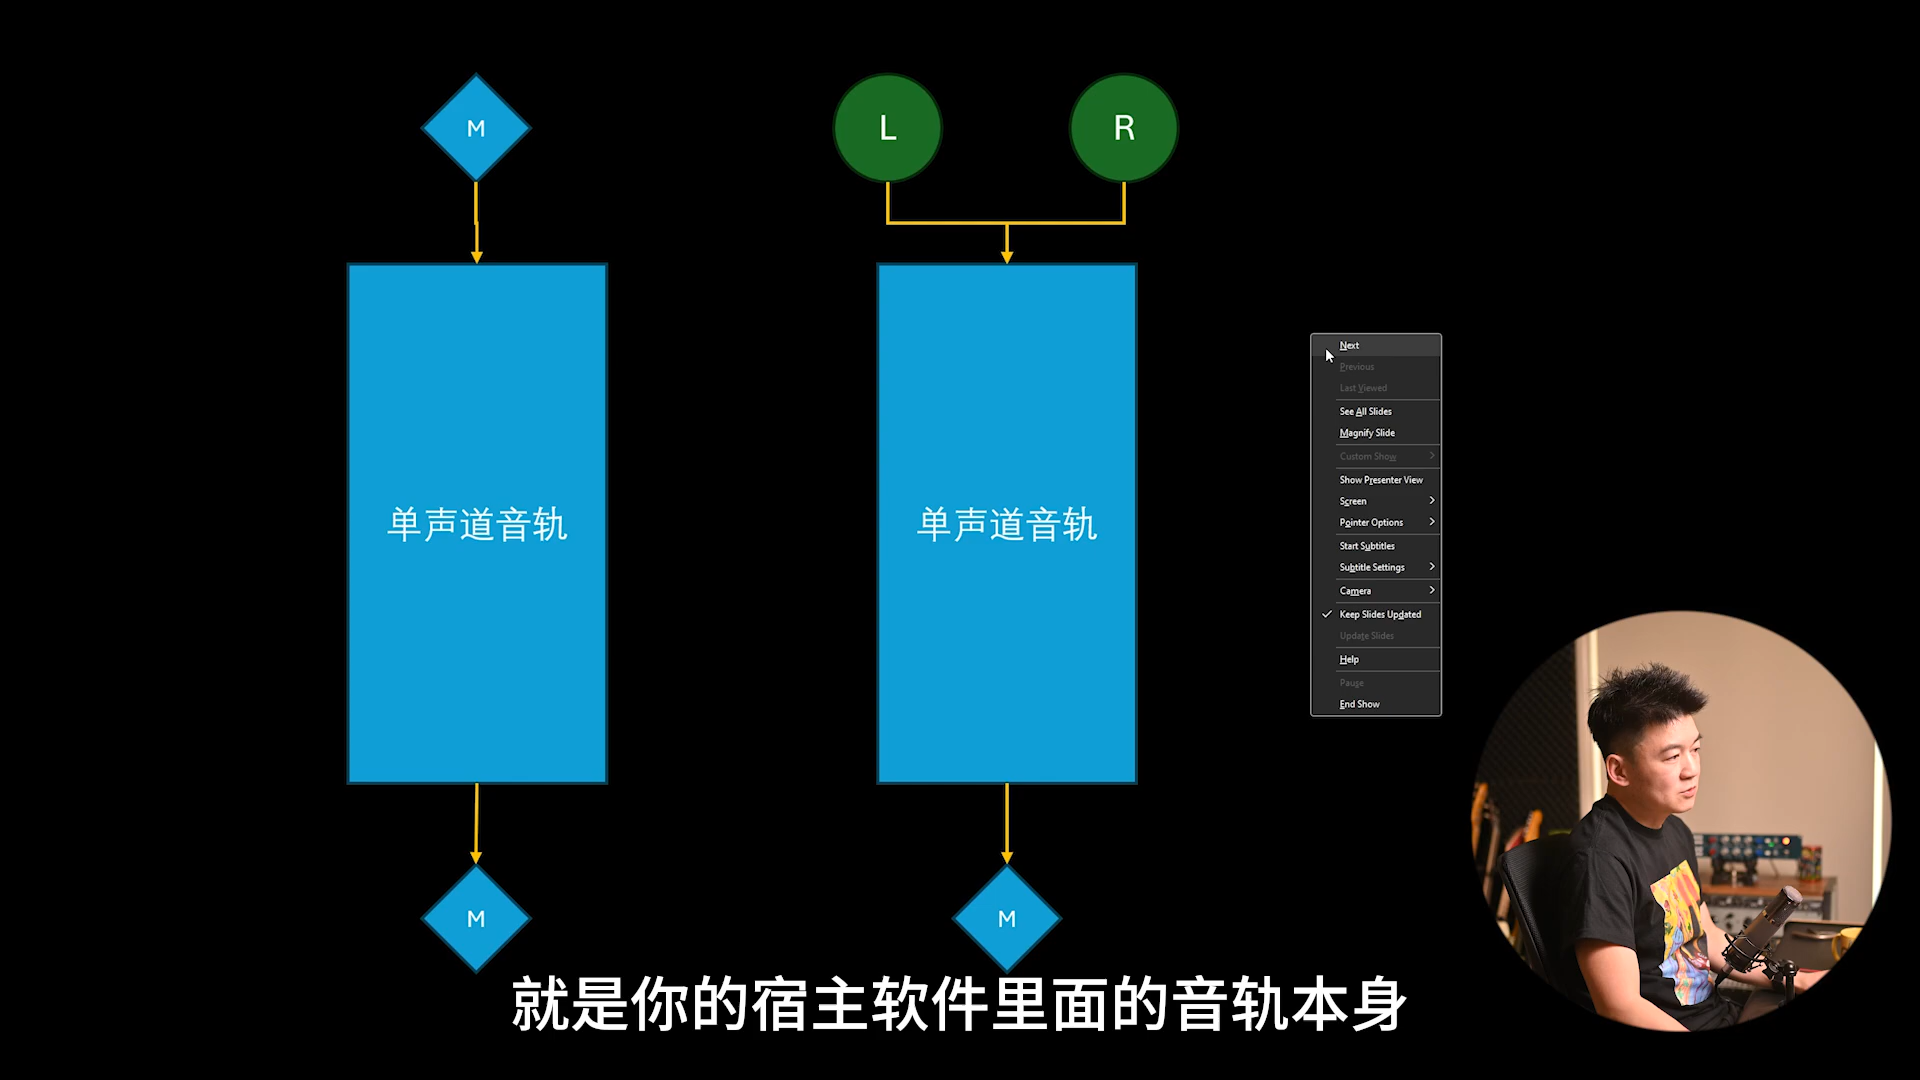 M
L
R
单声道音轨
单声道音轨
M
M
Next
Previous
Last Viewed
See All Slides
Magnify Slide
Custom Show
Show Presenter View
Screen
Pointer Options
Start Subtitles
Subtitle Settings
Camera
Keep Slides Updated
Update Slides
Help
Pause
End Show
就是你的宿主软件里面的音轨本身